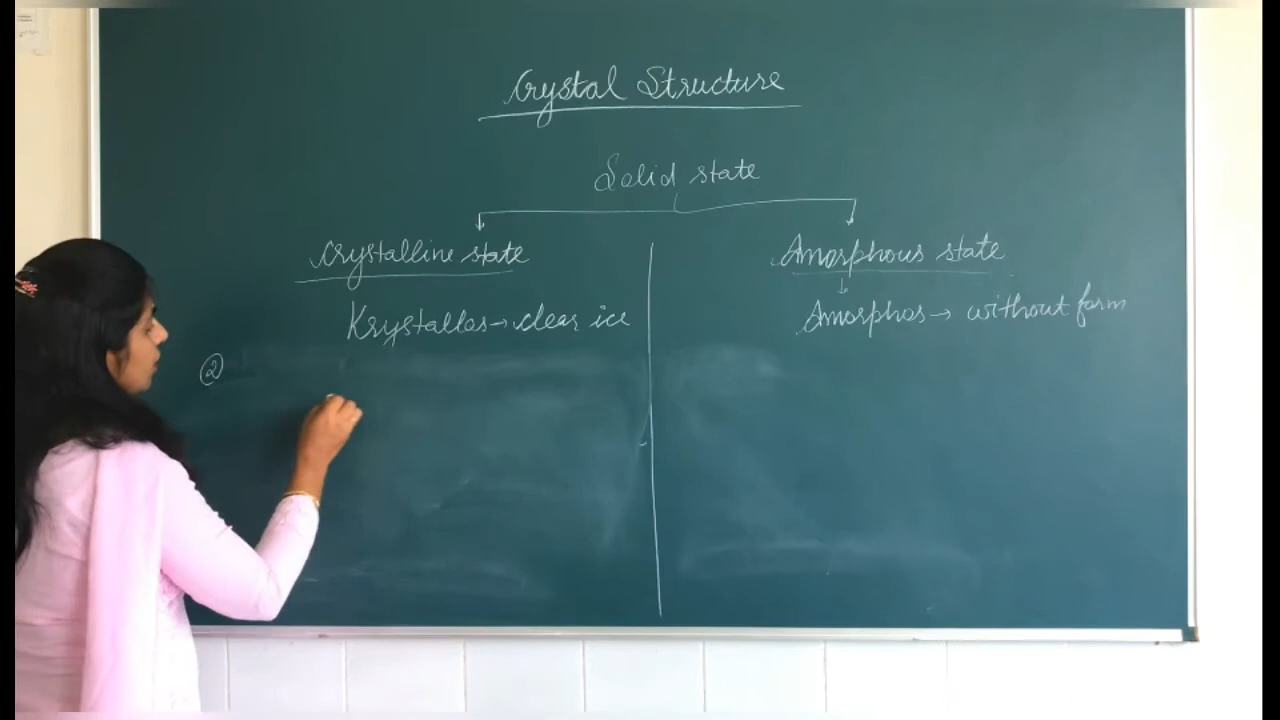 Crystal Structure
Solid state
Crystalline state
Amorphous state
Krystallos → clear ice
Amorphos → without form
②